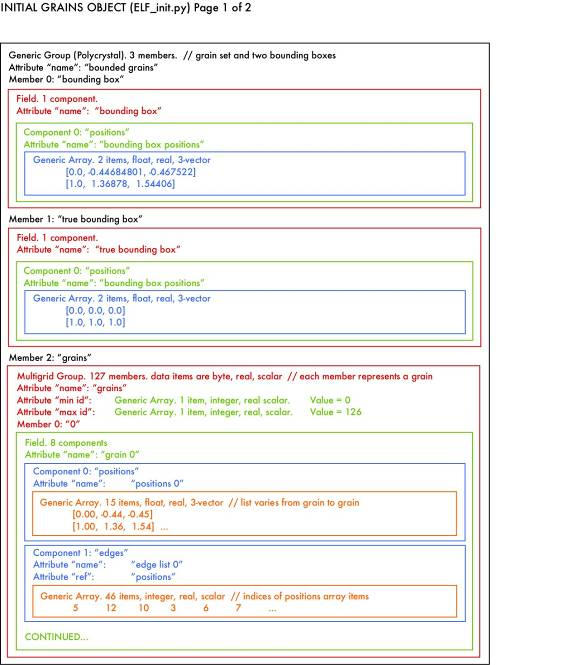 INITIAL GRAINS OBJECT (ELF_init.py) Page 1 of 2
Generic Group (Polycrystal). 3 members.  // grain set and two bounding boxes
Attribute “name”: “bounded grains”
Member 0: “bounding box”
Field. 1 component.
Attribute “name”:  “bounding box”
Component 0: “positions”
Attribute “name”: “bounding box positions”
Generic Array. 2 items, float, real, 3-vector
[0.0, -0.44684801, -0.467522]
[1.0,  1.36878,  1.54406]
Member 1: “true bounding box”
Field. 1 component.
Attribute “name”:  “true bounding box”
Component 0: “positions”
Attribute “name”: “bounding box positions”
Generic Array. 2 items, float, real, 3-vector
[0.0, 0.0, 0.0]
[1.0, 1.0, 1.0]
Member 2: “grains”
Multigrid Group. 127 members. data items are byte, real, scalar  // each member represents a grain
Attribute “name”: “grains”
Attribute “min id”:  Generic Array. 1 item, integer, real scalar.  Value = 0
Attribute “max id”:  Generic Array. 1 item, integer, real, scalar.  Value = 126
Member 0: “0”
Field. 8 components
Attribute “name”: “grain 0”
Component 0: “positions”
Attribute “name”:  “positions 0”
Generic Array. 15 items, float, real, 3-vector  // list varies from grain to grain
[0.00, -0.44, -0.45]
[1.00,  1.36,  1.54]  ...
Component 1: “edges”
Attribute “name”:  “edge list 0”
Attribute “ref”:  “positions”
Generic Array. 46 items, integer, real, scalar  // indices of positions array items
5  12  10  3  6  7  ...
CONTINUED...